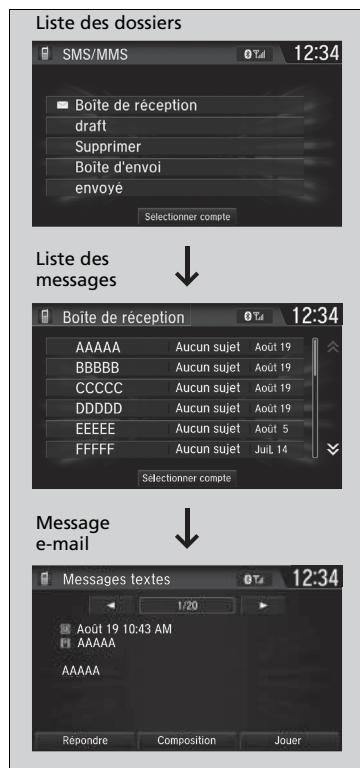 Liste des dossiers
SMS/MMS 12:34
Boîte de réception
draft
Supprimer
Boîte d'envoi
envoyé
Sélectionner compte
Liste des
messages
Boîte de réception 12:34
AAAAA Aucun sujet Août 19
BBBBB Aucun sujet Août 19
CCCCC Aucun sujet Août 19
DDDDD Aucun sujet Août 19
EEEEE Aucun sujet Août 5
FFFFF Aucun sujet Juil. 14
Sélectionner compte
Message
e-mail
Messages textes 12:34
1/20
Août 19 10:43 AM
AAAAA
AAAAA
Répondre Composition Jouer